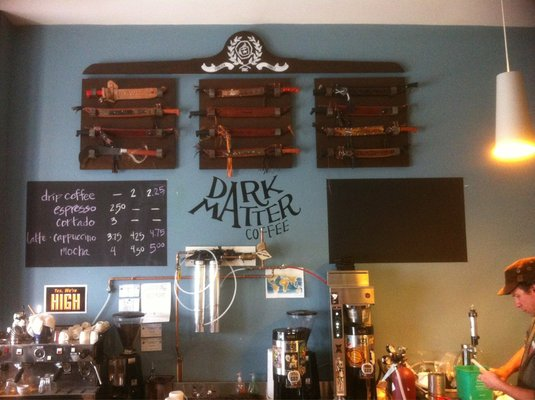 drip coffee — 2 2.25
espresso 2.50 — —
cortado 3 — —
Latte · cappuccino 3.75 4.25 4.75
mocha 4 4.50 5.00
DARK
MATTER
COFFEE
Yes, We're
HIGH